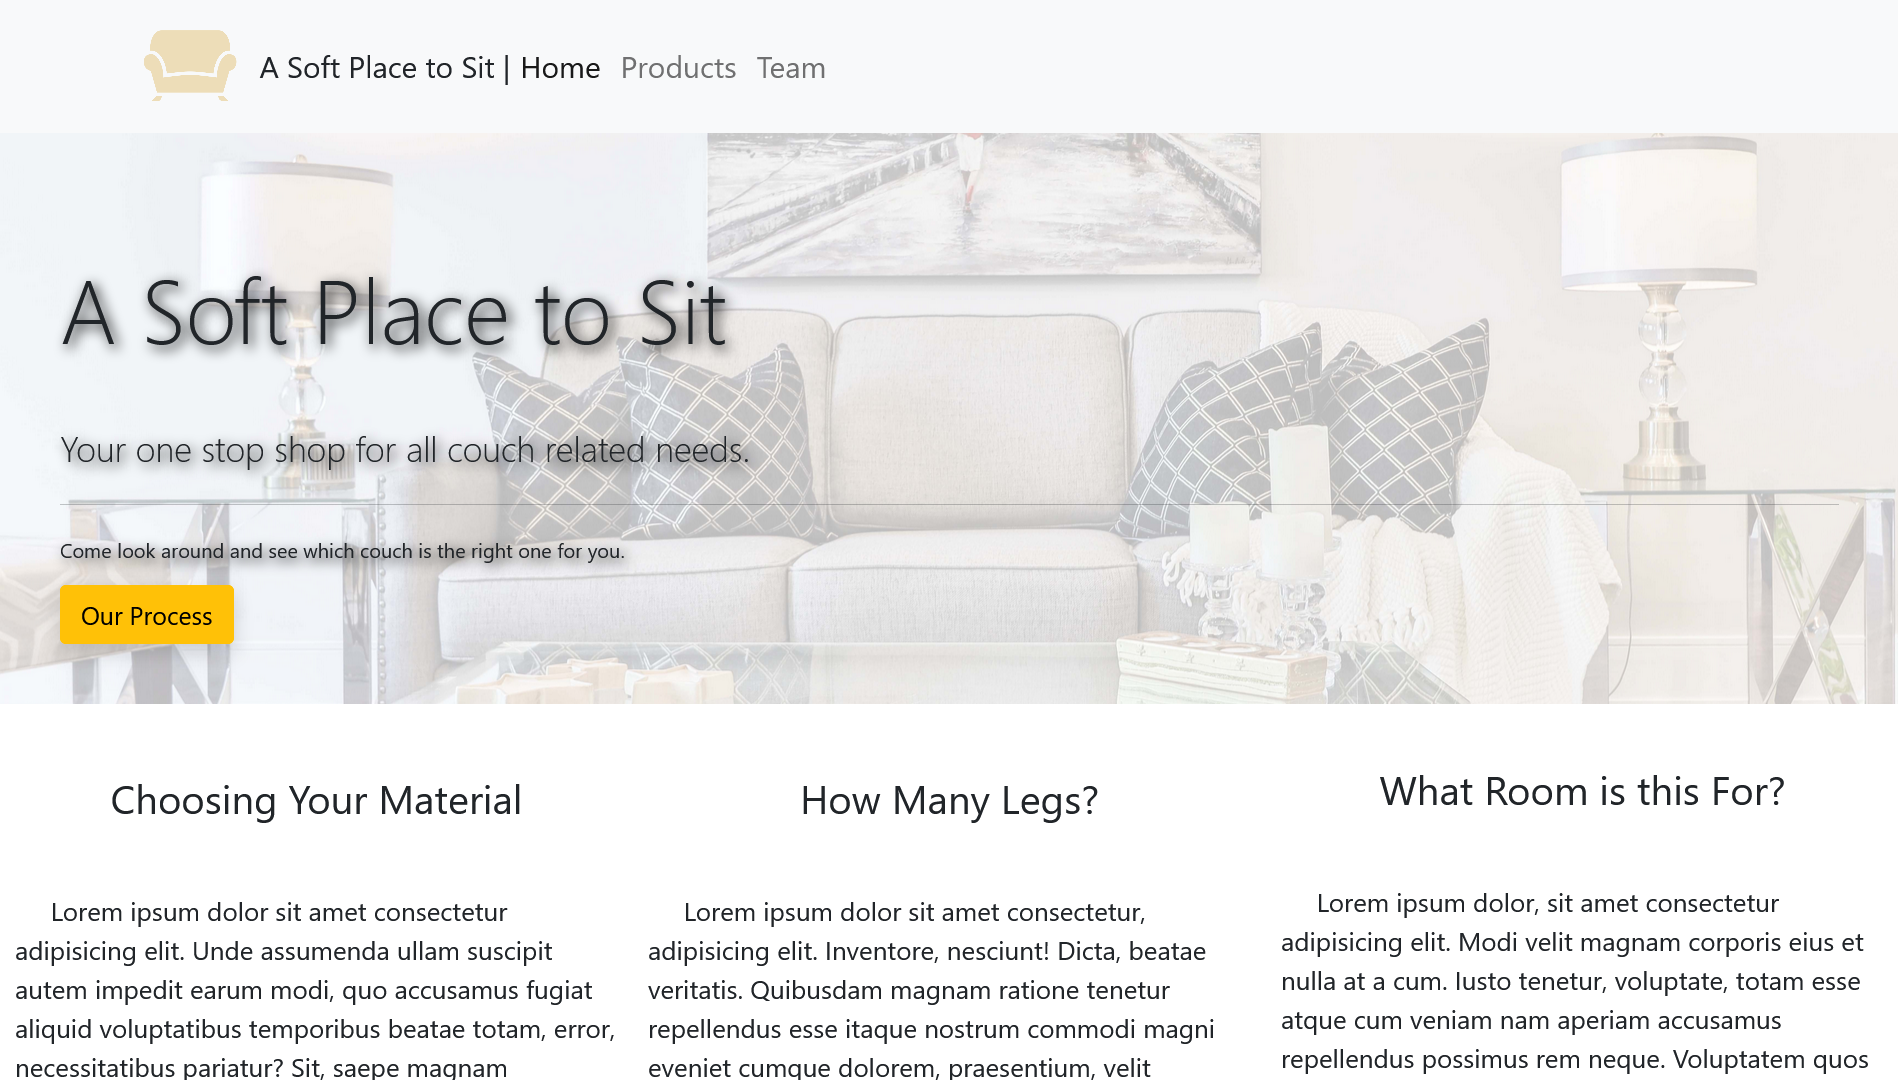 A Soft Place to Sit | Home Products Team
A Soft Place to Sit
Your one stop shop for all couch related needs.
Come look around and see which couch is the right one for you.
Our Process
Choosing Your Material
Lorem ipsum dolor sit amet consectetur
adipisicing elit. Unde assumenda ullam suscipit
autem impedit earum modi, quo accusamus fugiat
aliquid voluptatibus temporibus beatae totam, error,
necessitatibus pariatur? Sit, saepe magnam
How Many Legs?
Lorem ipsum dolor sit amet consectetur,
adipisicing elit. Inventore, nesciunt! Dicta, beatae
veritatis. Quibusdam magnam ratione tenetur
repellendus esse itaque nostrum commodi magni
eveniet cumque dolorem, praesentium, velit
What Room is this For?
Lorem ipsum dolor, sit amet consectetur
adipisicing elit. Modi velit magnam corporis eius et
nulla at a cum. Iusto tenetur, voluptate, totam esse
atque cum veniam nam aperiam accusamus
repellendus possimus rem neque. Voluptatem quos